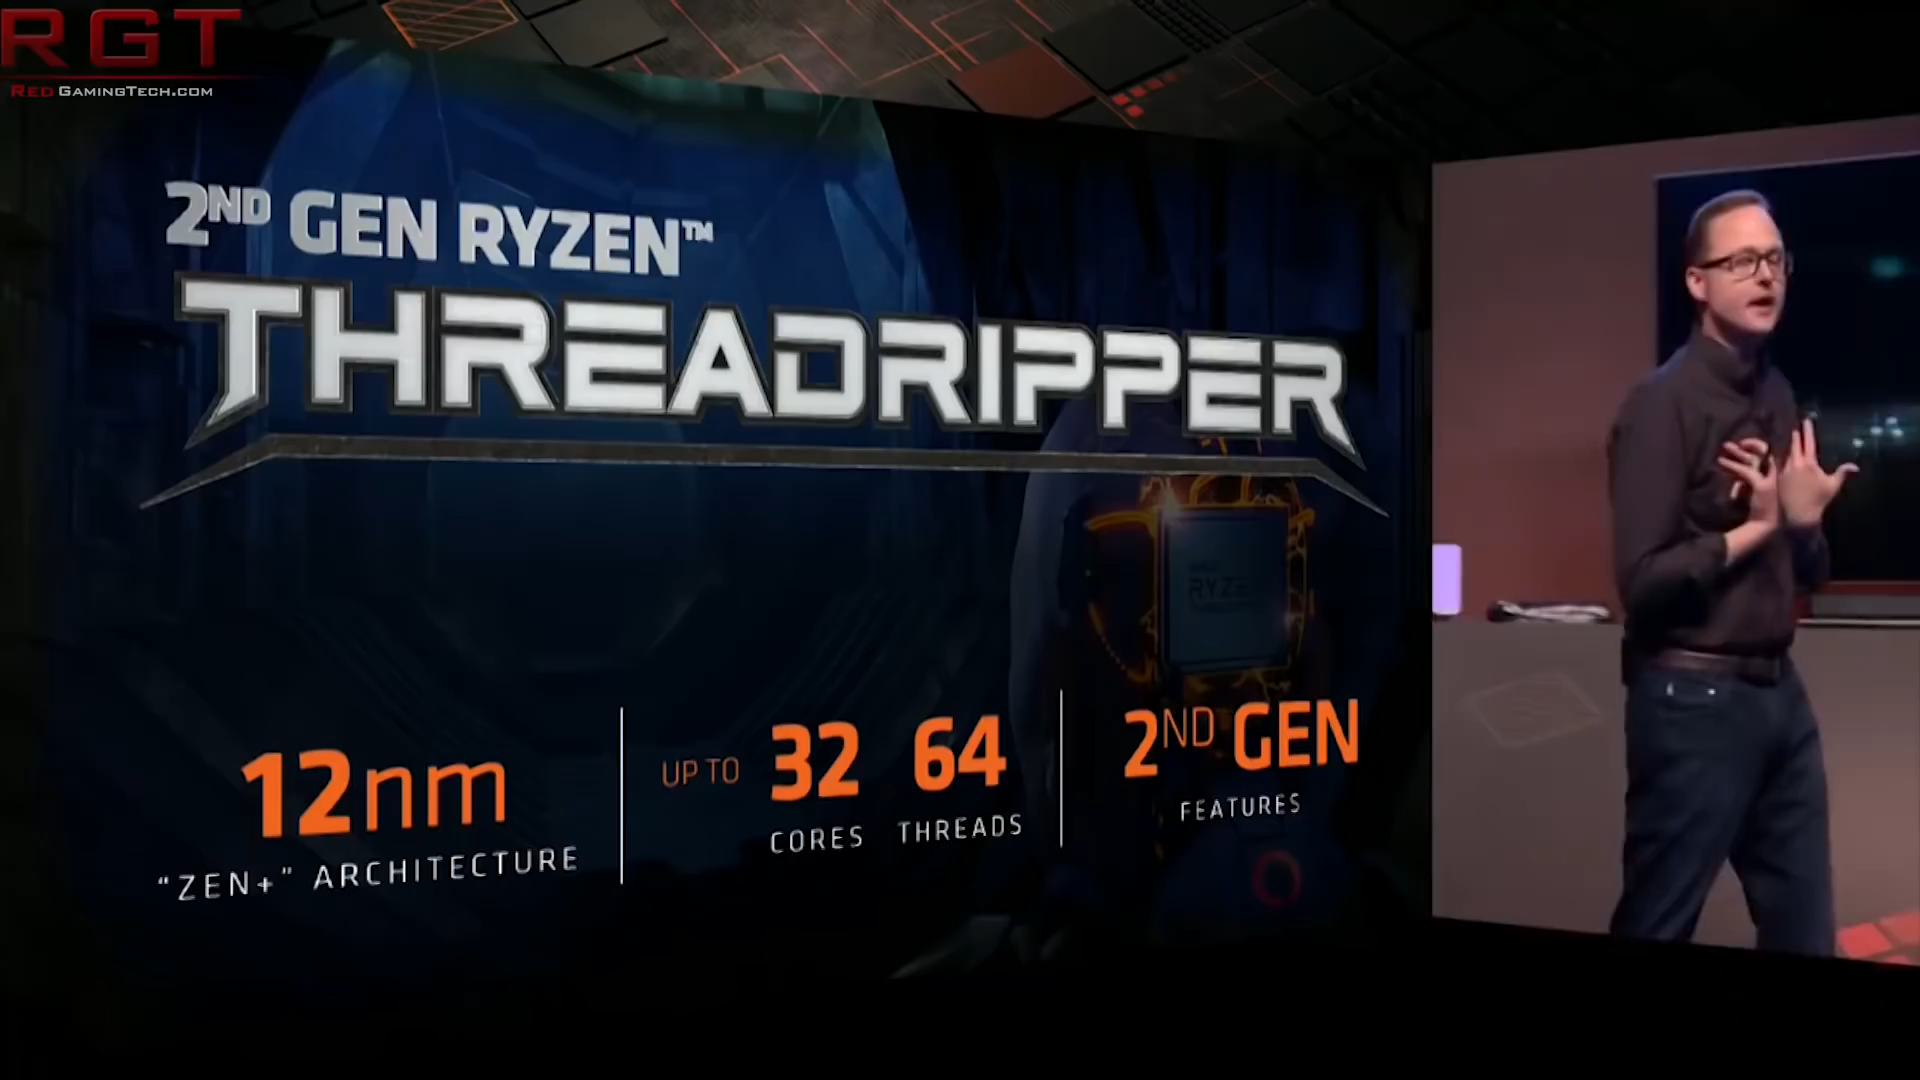 RGT
RED GAMINGTECH.COM
2ND GEN RYZEN™
THREADRIPPER
RYZEN
12nm
"ZEN+" ARCHITECTURE
UP TO 32 64
CORES THREADS
2ND GEN
FEATURES